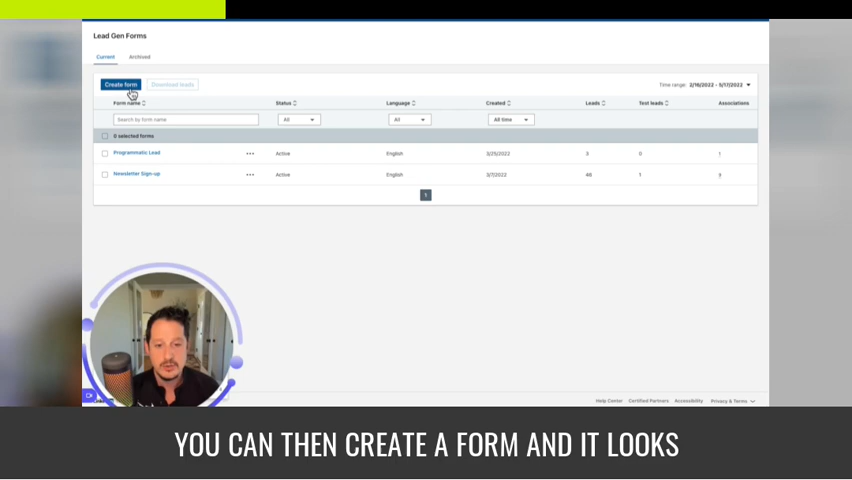 Lead Gen Forms
Current Archived
Create form Download leads Time range: 2/16/2022 - 5/17/2022
Form name Status Language Created Leads Test leads Associations
Search by form name All All All time
0 selected forms
Programmatic Lead ... Active English 3/25/2022 3 0 1
Newsletter Sign-up ... Active English 3/7/2022 46 1
1
Help Center Certified Partners Accessibility Privacy & Terms
YOU CAN THEN CREATE A FORM AND IT LOOKS